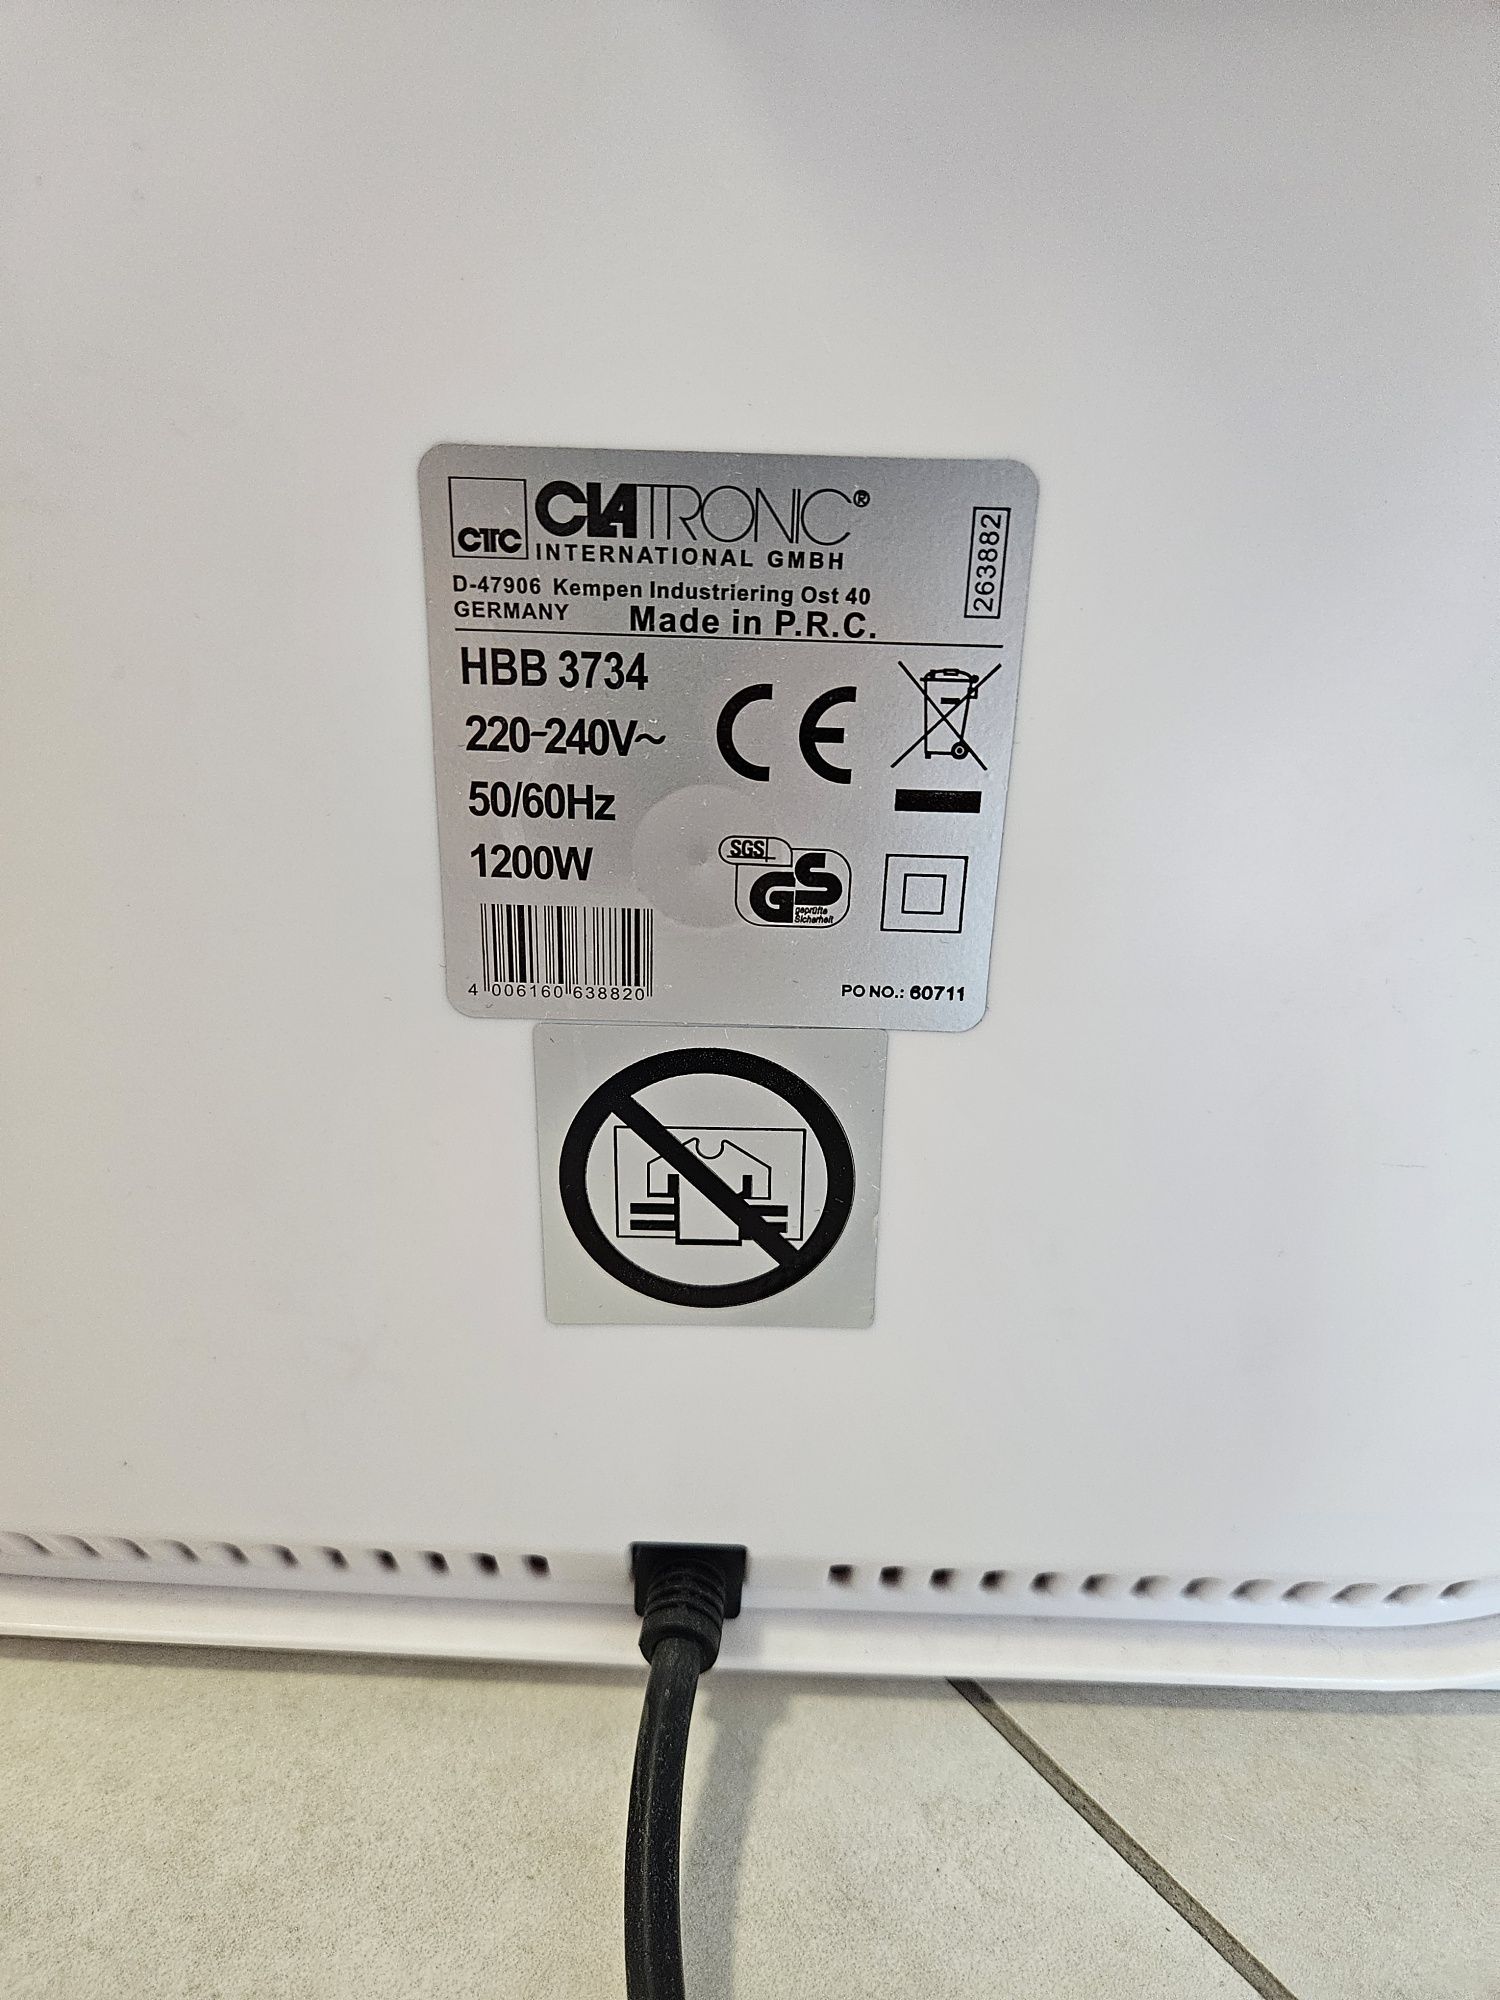 CTC CLATRONIC®
INTERNATIONAL GMBH
D-47906 Kempen Industriering Ost 40
GERMANY Made in P.R.C.
263882
HBB 3734
220-240V~
50/60Hz
1200W
CE
SGS
GS
geprüfte
Sicherheit
4 006160 638820
PO NO.: 60711